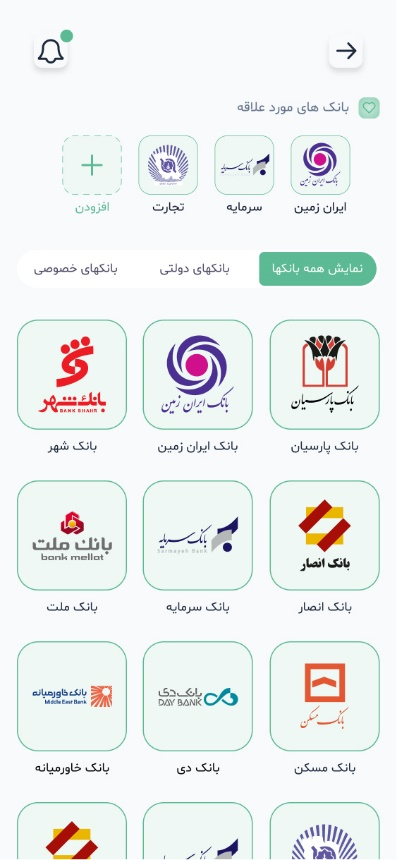 بانک های مورد علاقه
بانک ایران زمین
بانک سرمایه
ایران زمین
سرمایه
تجارت
افزودن
نمایش همه بانکها
بانکهای دولتی
بانکهای خصوصی
بانک پارسیان
بانک ایران زمین
بانک شهر
BANK SHAHR
بانک پارسیان
بانک ایران زمین
بانک شهر
بانک انصار
بانک سرمایه
Sarmayeh Bank
بانک ملت
bank mellat
بانک انصار
بانک سرمایه
بانک ملت
بانک مسکن
بانک دی
DAY BANK
بانک خاورمیانه
Middle East Bank
بانک مسکن
بانک دی
بانک خاورمیانه